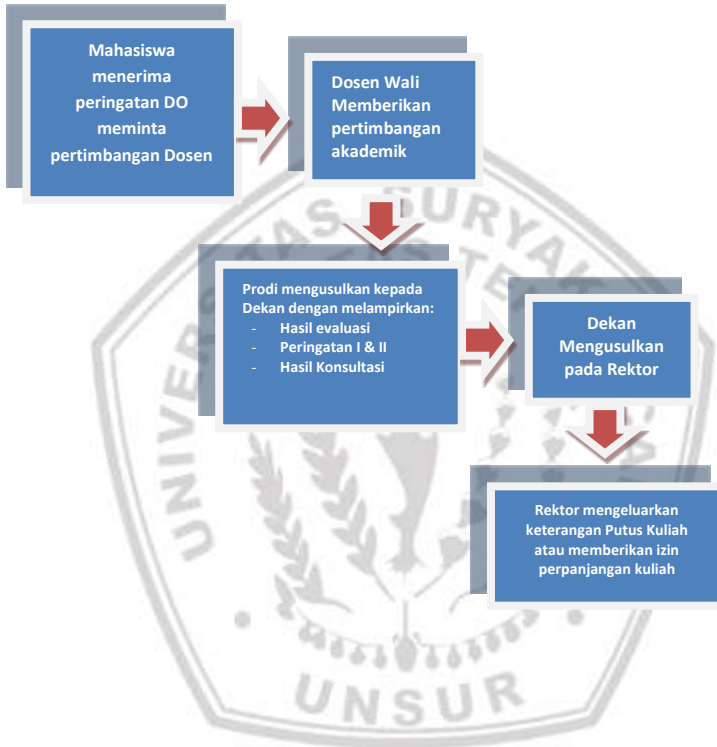 Mahasiswa
menerima
peringatan DO
meminta
pertimbangan Dosen
Dosen Wali
Memberikan
pertimbangan
akademik
Prodi mengusulkan kepada
Dekan dengan melampirkan:
- Hasil evaluasi
- Peringatan I & II
- Hasil Konsultasi
Dekan
Mengusulkan
pada Rektor
Rektor mengeluarkan
keterangan Putus Kuliah
atau memberikan izin
perpanjangan kuliah
UNSUR